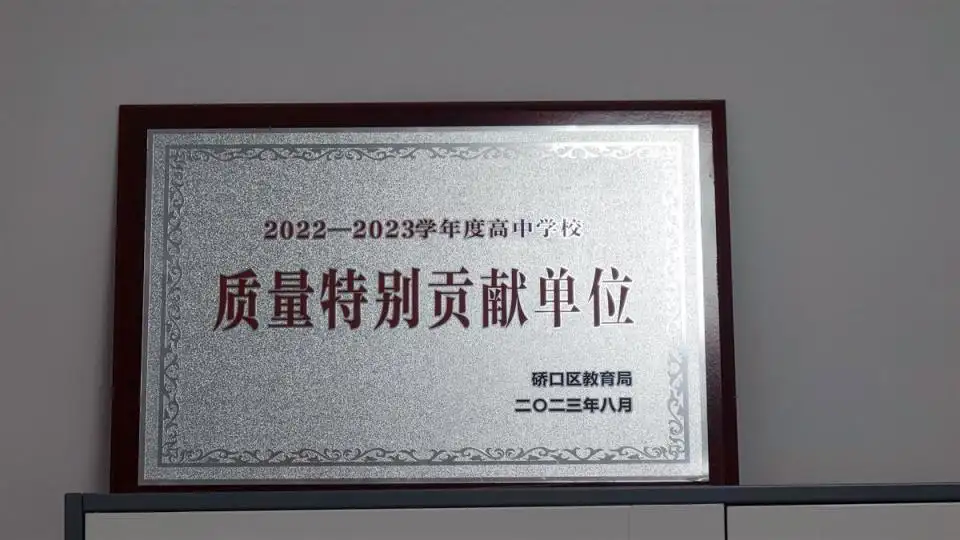 2022—2023学年度高中学校
质量特别贡献单位
硚口区教育局
二〇二三年八月